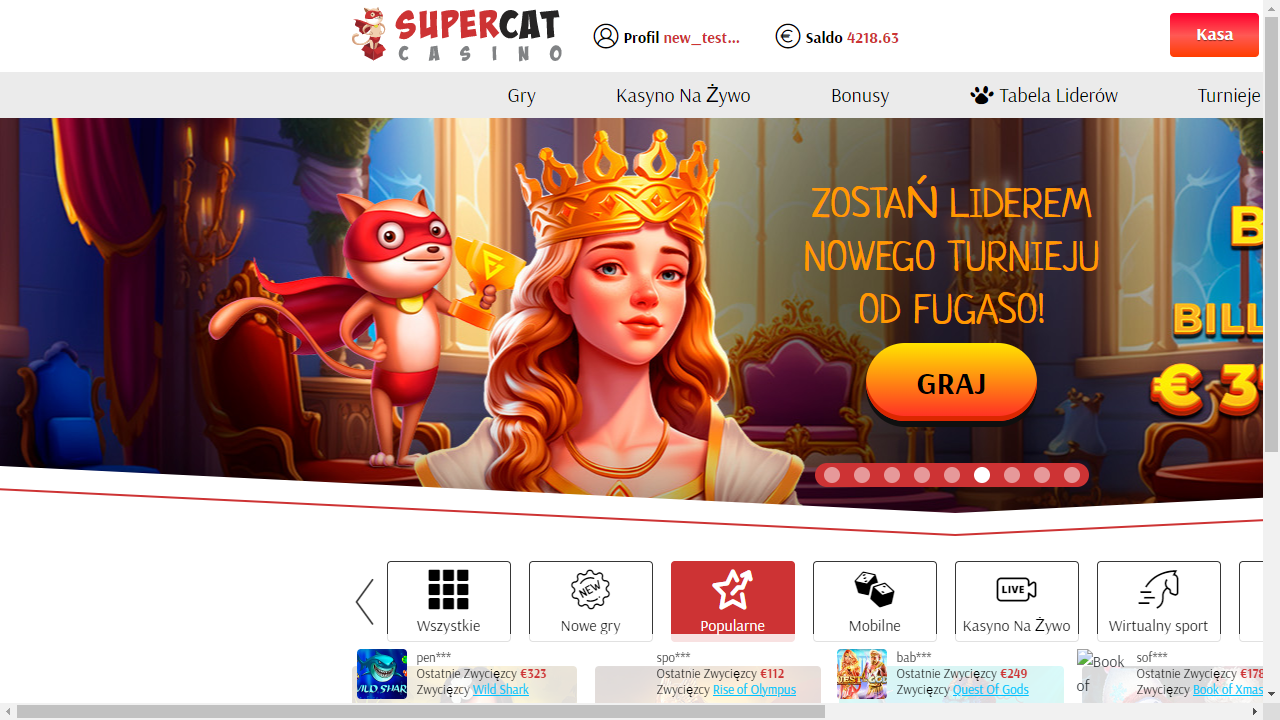 SUPERCAT
CASINO
Profil new_test...
Saldo 4218.63
Kasa
Gry
Kasyno Na Żywo
Bonusy
Tabela Liderów
Turnieje
ZOSTAŃ LIDEREM
NOWEGO TURNIEJU
OD FUGASO!
GRAJ
Wszystkie
NEW
Nowe gry
Popularne
Mobilne
LIVE
Kasyno Na Żywo
Wirtualny sport
WILD SHARK
pen***
Ostatnie Zwycięzcy €323
Zwycięzcy Wild Shark
spo***
Ostatnie Zwycięzcy €112
Zwycięzcy Rise of Olympus
bab***
Ostatnie Zwycięzcy €249
Zwycięzcy Quest Of Gods
Book
of
sof***
Ostatnie Zwycięzcy €178
Zwycięzcy Book of Xmas